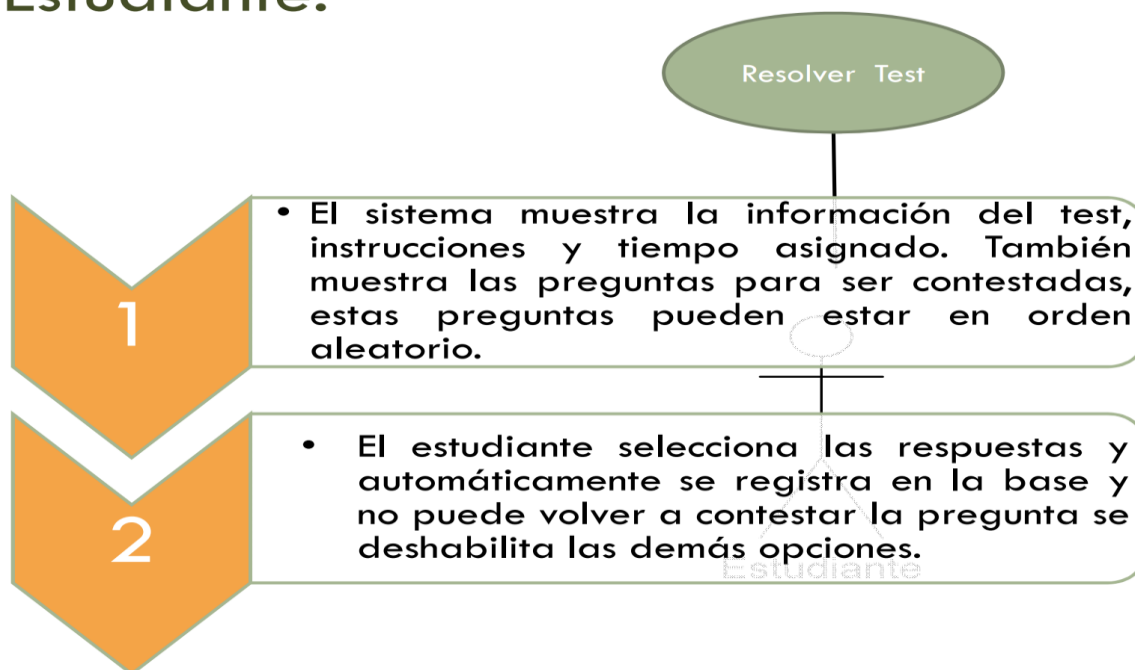 Estudiante.
Resolver Test
1
• El sistema muestra la información del test,
instrucciones y tiempo asignado. También
muestra las preguntas para ser contestadas,
estas preguntas pueden estar en orden
aleatorio.
2
• El estudiante selecciona las respuestas y
automáticamente se registra en la base y
no puede volver a contestar la pregunta se
deshabilita las demás opciones.
Estudiante